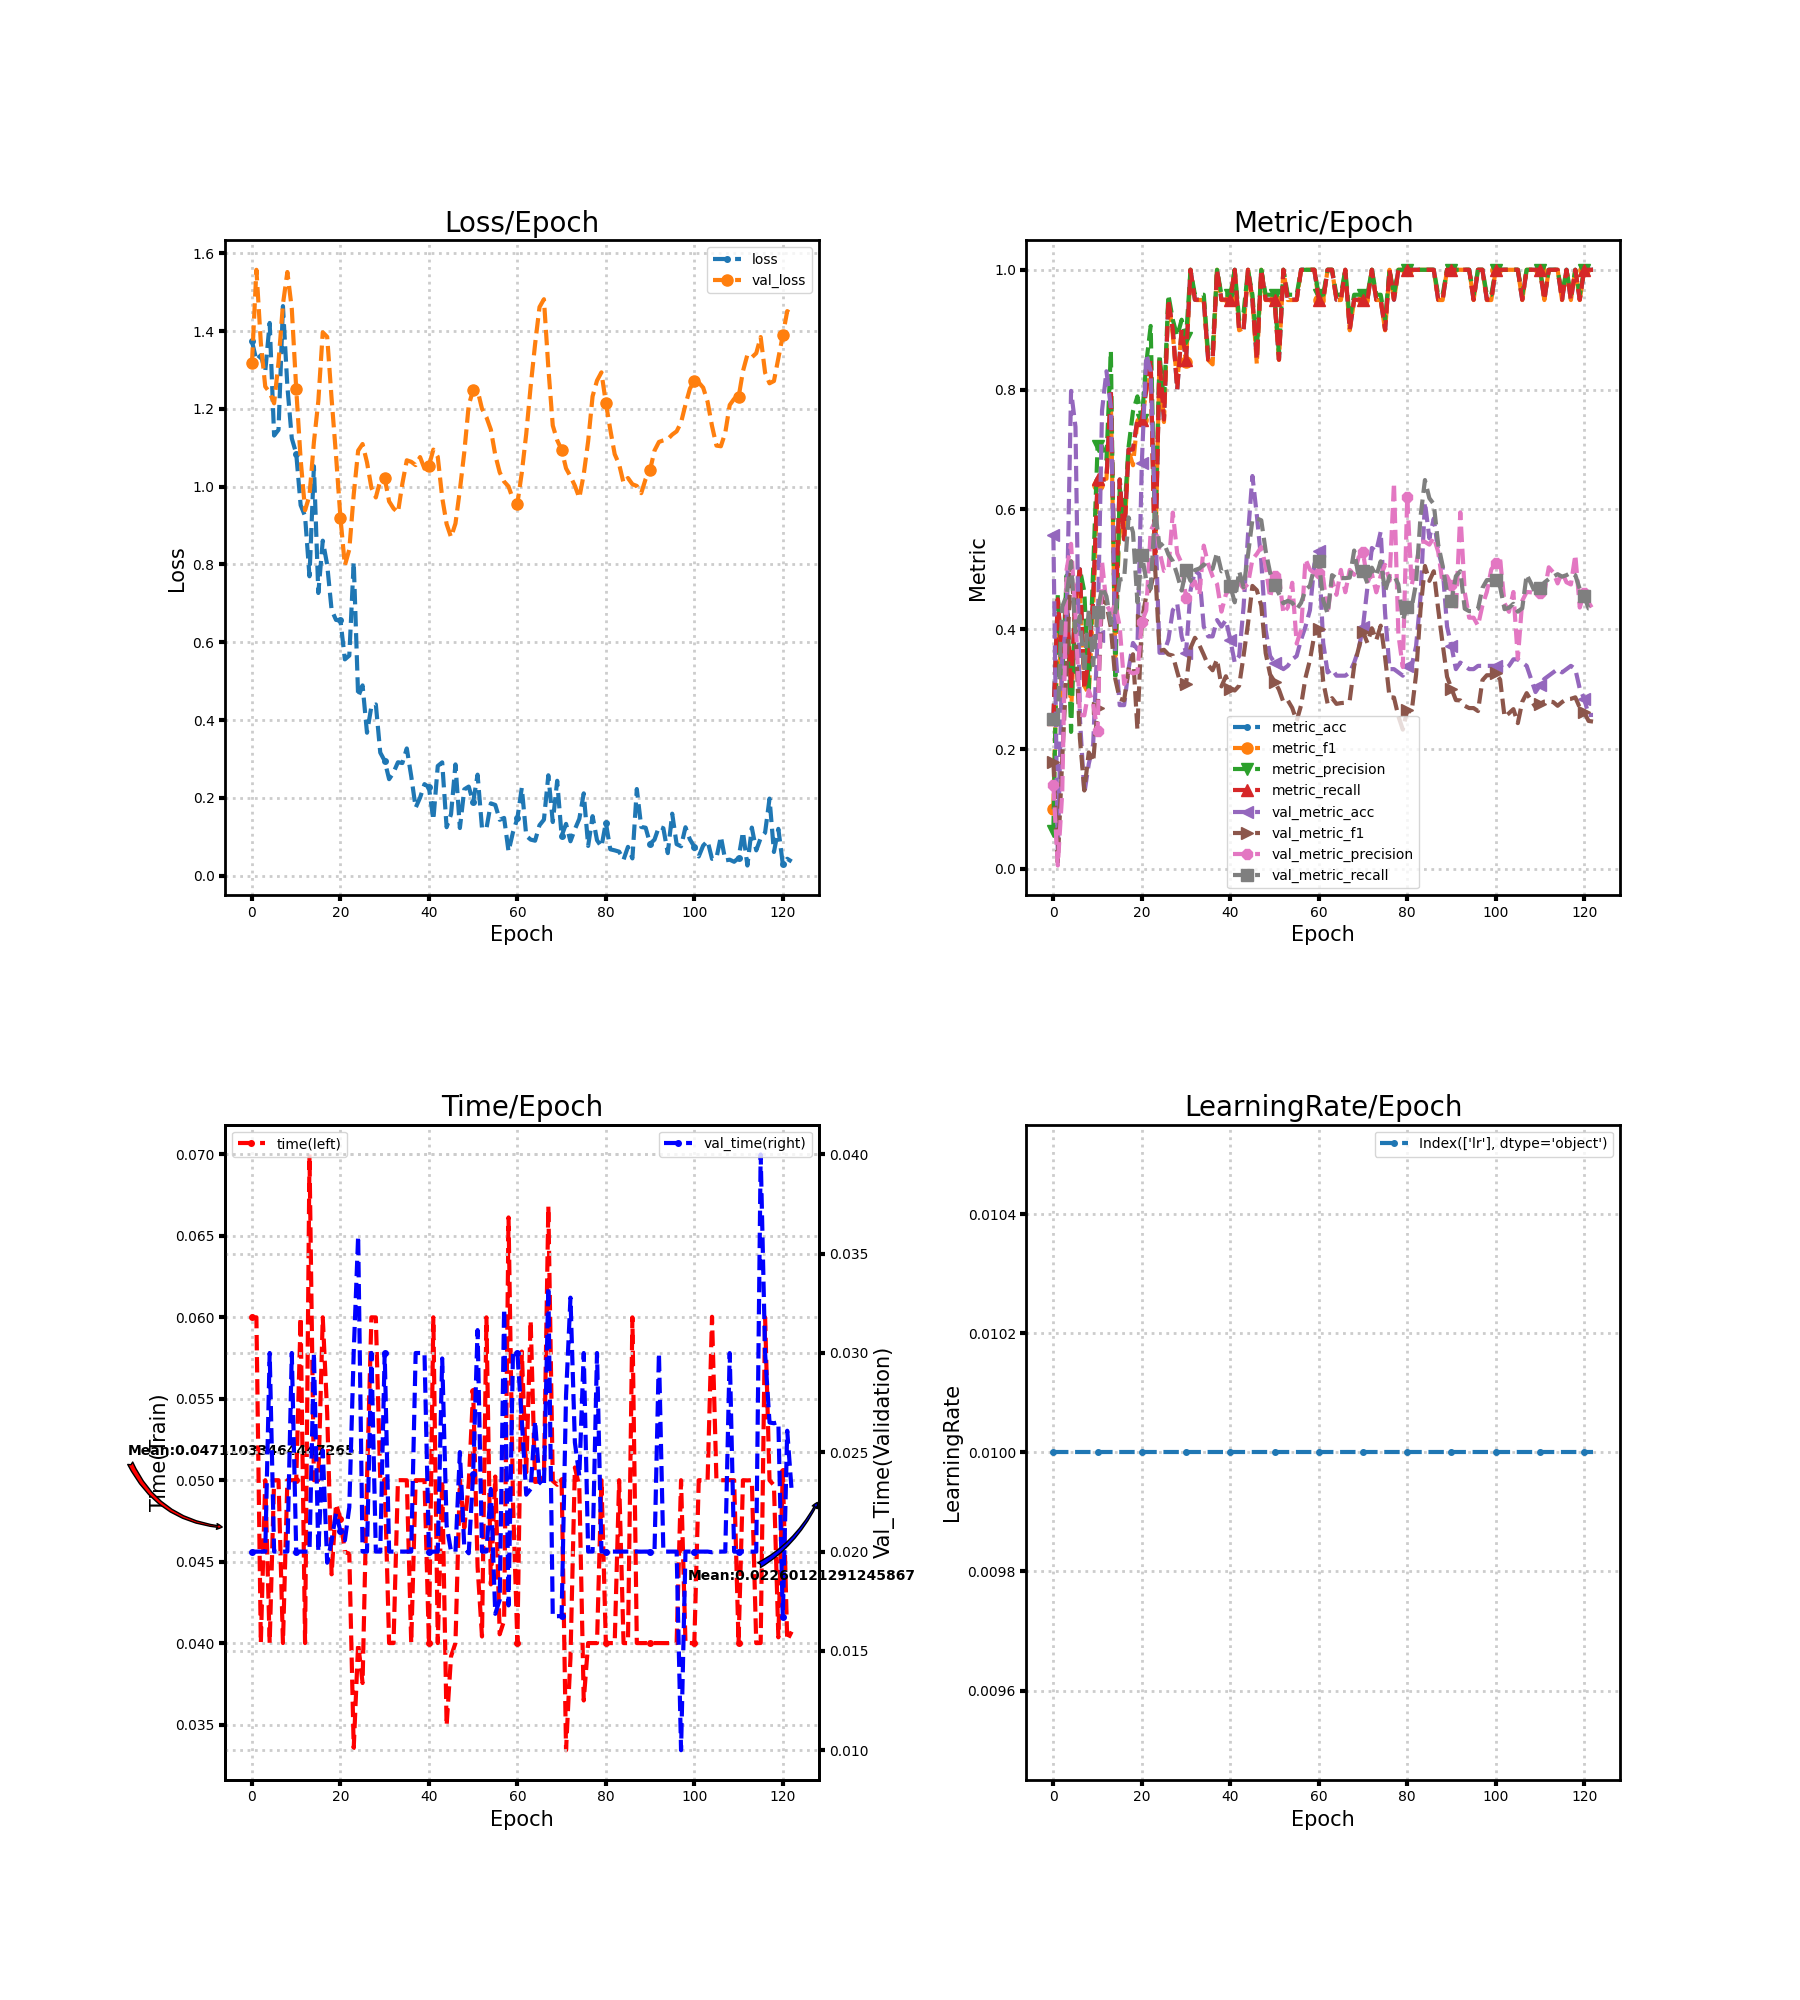 Loss/Epoch
1.6
1.4
1.2
1.0
0.8
0.6
0.4
0.2
0.0
Loss
loss
val_loss
0 20 40 60 80 100 120
Epoch
Metric/Epoch
1.0
0.8
0.6
0.4
0.2
0.0
Metric
metric_acc
metric_f1
metric_precision
metric_recall
val_metric_acc
val_metric_f1
val_metric_precision
val_metric_recall
0 20 40 60 80 100 120
Epoch
Time/Epoch
time(left)
val_time(right)
0.070
0.065
0.060
0.055
0.050
0.045
0.040
0.035
Time(Train)
0.040
0.035
0.030
0.025
0.020
0.015
0.010
Val_Time(Validation)
Mean:0.02260121291245867
0 20 40 60 80 100 120
Epoch
LearningRate/Epoch
Index(['lr'], dtype='object')
0.0104
0.0102
0.0100
0.0098
0.0096
LearningRate
0 20 40 60 80 100 120
Epoch